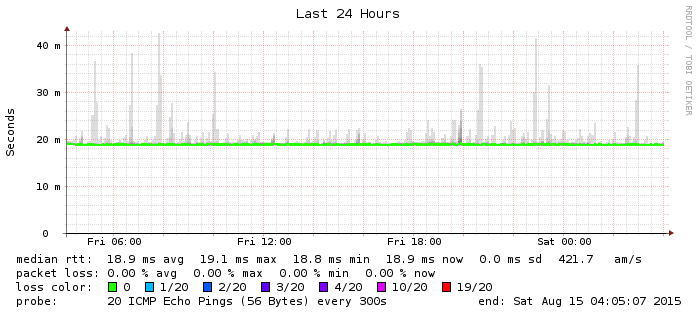 Last 24 Hours
RRDTOOL / TOBI OETIKER
Seconds
40 m
30 m
20 m
10 m
0
Fri 06:00 Fri 12:00 Fri 18:00 Sat 00:00
median rtt: 18.9 ms avg 19.1 ms max 18.8 ms min 18.9 ms now 0.0 ms sd 421.7 am/s
packet loss: 0.00 % avg 0.00 % max 0.00 % min 0.00 % now
loss color: 0 1/20 2/20 3/20 4/20 10/20 19/20
probe: 20 ICMP Echo Pings (56 Bytes) every 300s end: Sat Aug 15 04:05:07 2015